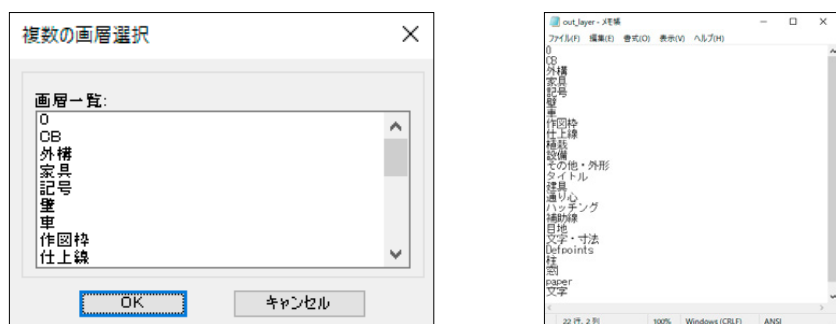 複数の画層選択
画層一覧:
0
CB
外構
家具
記号
壁
車
作図枠
仕上線
OK
キャンセル
out_layer - メモ帳
ファイル(F) 編集(E) 書式(O) 表示(V) ヘルプ(H)
0
CB
外構
家具
記号
壁
車
作図枠
仕上線
植栽
設備
その他・外形
タイトル
建具
通り心
ハッチング
補助線
目地
文字・寸法
Defpoints
柱
窓
paper
文字
22 行, 2 列 100% Windows (CRLF) ANSI